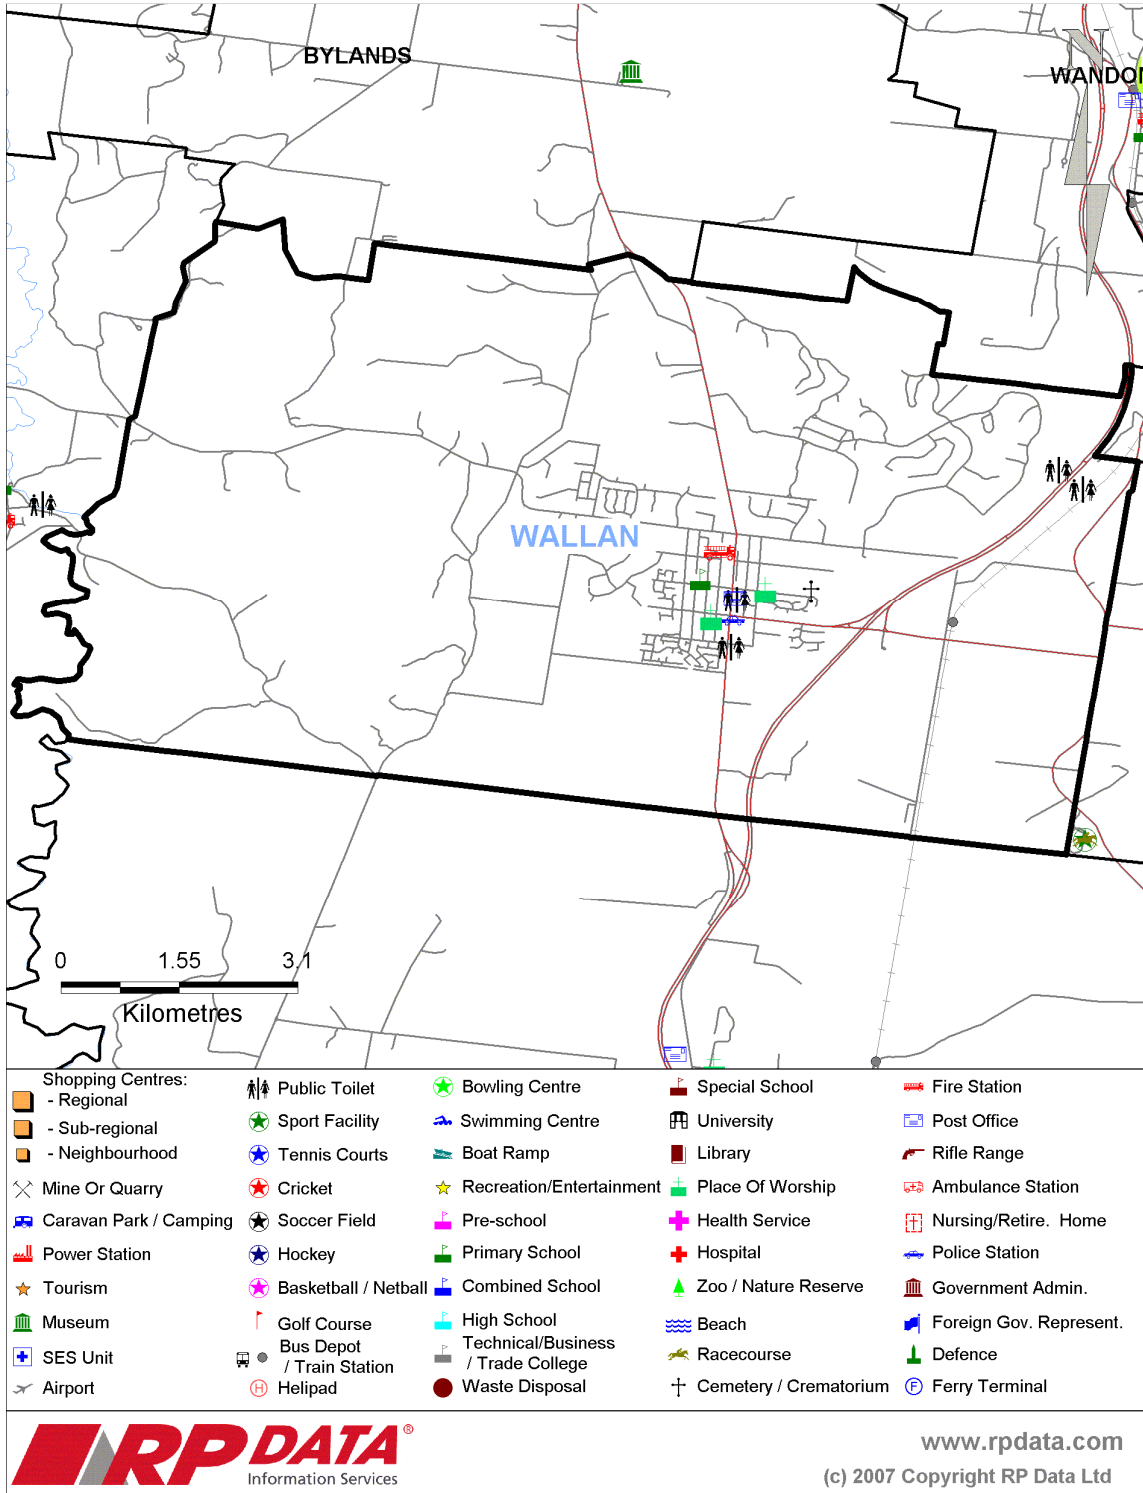 BYLANDS
WANDON
N
WALLAN
0 1.55 3.1
Kilometres
Shopping Centres:
- Regional
- Sub-regional
- Neighbourhood
Mine Or Quarry
Caravan Park / Camping
Power Station
Tourism
Museum
SES Unit
Airport
Public Toilet
Sport Facility
Tennis Courts
Cricket
Soccer Field
Hockey
Basketball / Netball
Golf Course
Bus Depot
/ Train Station
H Helipad
Bowling Centre
Swimming Centre
Boat Ramp
Recreation/Entertainment
Pre-school
Primary School
Combined School
High School
Technical/Business
/ Trade College
Waste Disposal
Special School
University
Library
Place Of Worship
Health Service
Hospital
Zoo / Nature Reserve
Beach
Racecourse
Cemetery / Crematorium
Fire Station
Post Office
Rifle Range
Ambulance Station
Nursing/Retire. Home
Police Station
Government Admin.
Foreign Gov. Represent.
Defence
F Ferry Terminal
RP DATA®
Information Services
www.rpdata.com
(c) 2007 Copyright RP Data Ltd